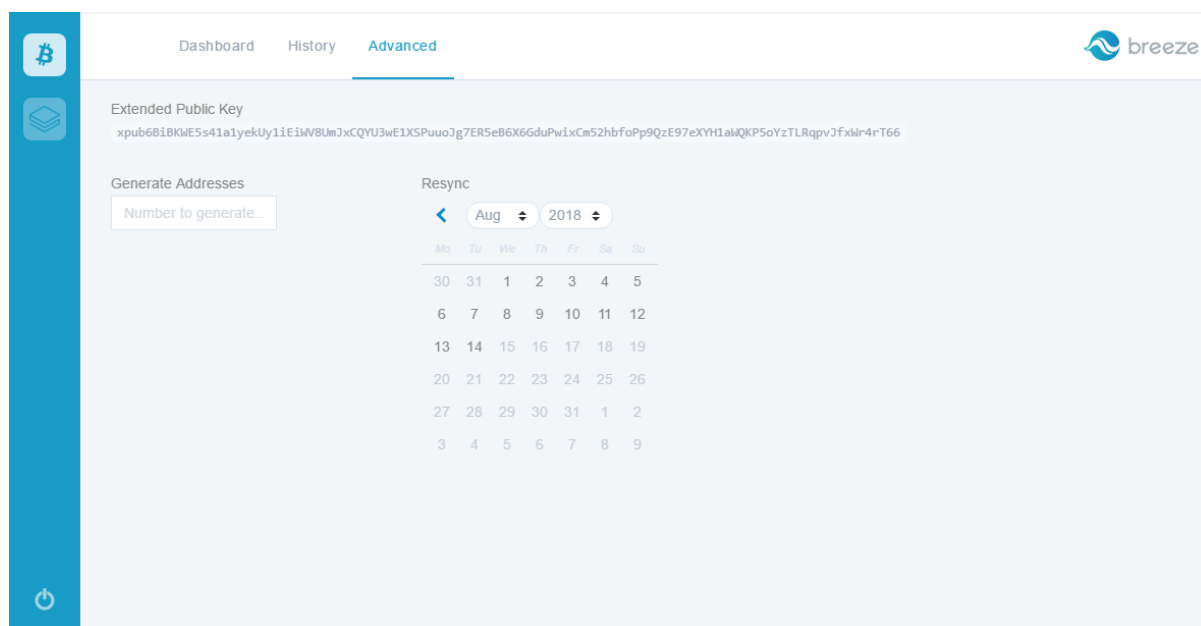 Dashboard History Advanced
breeze
Extended Public Key
xpub6BiBKWE5s41a1yekUy1iEiWV8UmJxCQYU3wE1XSPuuoJg7ER5eB6X6GduPwixCm52hbfoPp9QzE97eXYH1aWQKP5oYzTLRqpvJfxWr4rT66
Generate Addresses
Number to generate..
Resync
Aug 2018
Mo Tu We Th Fr Sa Su
30 31 1 2 3 4 5
6 7 8 9 10 11 12
13 14 15 16 17 18 19
20 21 22 23 24 25 26
27 28 29 30 31 1 2
3 4 5 6 7 8 9